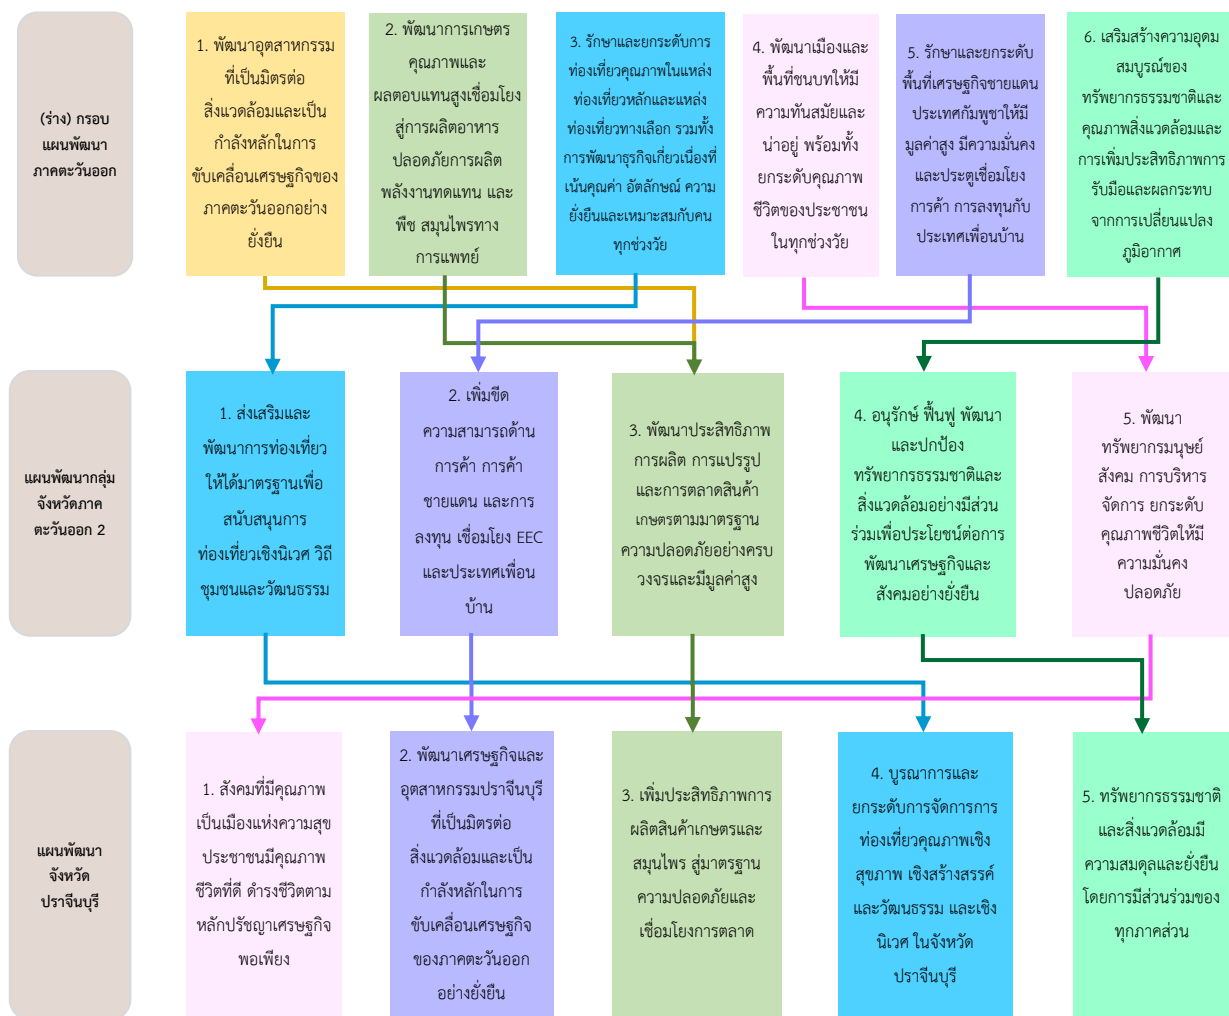 (ร่าง) กรอบ
แผนพัฒนา
ภาคตะวันออก
1. พัฒนาอุตสาหกรรม
ที่เป็นมิตรต่อ
สิ่งแวดล้อมและเป็น
กำลังหลักในการ
ขับเคลื่อนเศรษฐกิจของ
ภาคตะวันออกอย่าง
ยั่งยืน
2. พัฒนาการเกษตร
คุณภาพและ
ผลตอบแทนสูงเชื่อมโยง
สู่การผลิตอาหาร
ปลอดภัยการผลิต
พลังงานทดแทน และ
พืช สมุนไพรทาง
การแพทย์
3. รักษาและยกระดับการ
ท่องเที่ยวคุณภาพในแหล่ง
ท่องเที่ยวหลักและแหล่ง
ท่องเที่ยวทางเลือก รวมทั้ง
การพัฒนาธุรกิจเกี่ยวเนื่องที่
เน้นคุณค่า อัตลักษณ์ ความ
ยั่งยืนและเหมาะสมกับคน
ทุกช่วงวัย
4. พัฒนาเมืองและ
พื้นที่ชนบทให้มี
ความทันสมัยและ
น่าอยู่ พร้อมทั้ง
ยกระดับคุณภาพ
ชีวิตของประชาชน
ในทุกช่วงวัย
5. รักษาและยกระดับ
พื้นที่เศรษฐกิจชายแดน
ประเทศกัมพูชาให้มี
มูลค่าสูง มีความมั่นคง
และประตูเชื่อมโยง
การค้า การลงทุนกับ
ประเทศเพื่อนบ้าน
6. เสริมสร้างความอุดม
สมบูรณ์ของ
ทรัพยากรธรรมชาติและ
คุณภาพสิ่งแวดล้อมและ
การเพิ่มประสิทธิภาพการ
รับมือและผลกระทบ
จากการเปลี่ยนแปลง
ภูมิอากาศ
แผนพัฒนากลุ่ม
จังหวัดภาค
ตะวันออก 2
1. ส่งเสริมและ
พัฒนาการท่องเที่ยว
ให้ได้มาตรฐานเพื่อ
สนับสนุนการ
ท่องเที่ยวเชิงนิเวศ วิถี
ชุมชนและวัฒนธรรม
2. เพิ่มขีด
ความสามารถด้าน
การค้า การค้า
ชายแดน และการ
ลงทุน เชื่อมโยง EEC
และประเทศเพื่อน
บ้าน
3. พัฒนาประสิทธิภาพ
การผลิต การแปรรูป
และการตลาดสินค้า
เกษตรตามมาตรฐาน
ความปลอดภัยอย่างครบ
วงจรและมีมูลค่าสูง
4. อนุรักษ์ ฟื้นฟู พัฒนา
และปกป้อง
ทรัพยากรธรรมชาติและ
สิ่งแวดล้อมอย่างมีส่วน
ร่วมเพื่อประโยชน์ต่อการ
พัฒนาเศรษฐกิจและ
สังคมอย่างยั่งยืน
5. พัฒนา
ทรัพยากรมนุษย์
สังคม การบริหาร
จัดการ ยกระดับ
คุณภาพชีวิตให้มี
ความมั่นคง
ปลอดภัย
แผนพัฒนา
จังหวัด
ปราจีนบุรี
1. สังคมที่มีคุณภาพ
เป็นเมืองแห่งความสุข
ประชาชนมีคุณภาพ
ชีวิตที่ดี ดำรงชีวิตตาม
หลักปรัชญาเศรษฐกิจ
พอเพียง
2. พัฒนาเศรษฐกิจและ
อุตสาหกรรมปราจีนบุรี
ที่เป็นมิตรต่อ
สิ่งแวดล้อมและเป็น
กำลังหลักในการ
ขับเคลื่อนเศรษฐกิจ
ของภาคตะวันออก
อย่างยั่งยืน
3. เพิ่มประสิทธิภาพการ
ผลิตสินค้าเกษตรและ
สมุนไพร สู่มาตรฐาน
ความปลอดภัยและ
เชื่อมโยงการตลาด
4. บูรณาการและ
ยกระดับการจัดการการ
ท่องเที่ยวคุณภาพเชิง
สุขภาพ เชิงสร้างสรรค์
และวัฒนธรรม และเชิง
นิเวศ ในจังหวัด
ปราจีนบุรี
5. ทรัพยากรธรรมชาติ
และสิ่งแวดล้อมมี
ความสมดุลและยั่งยืน
โดยการมีส่วนร่วมของ
ทุกภาคส่วน